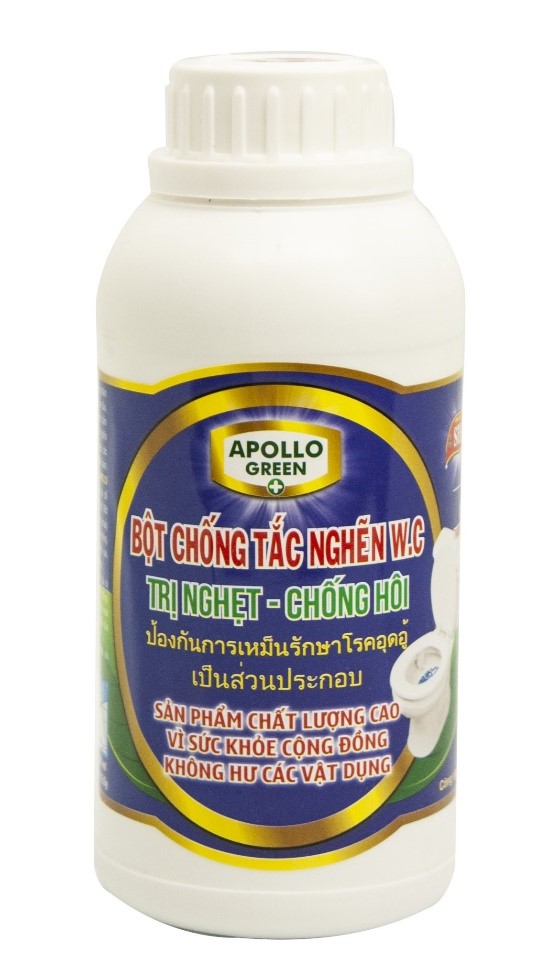 APOLLO
GREEN
BỘT CHỐNG TẮC NGHẼN W.C
TRỊ NGHẸT - CHỐNG HÔI
ป้องกันการเหม็นรักษาโรคอุดอู้
เป็นส่วนประกอบ
SẢN PHẨM CHẤT LƯỢNG CAO
VÌ SỨC KHỎE CỘNG ĐỒNG
KHÔNG HƯ CÁC VẬT DỤNG